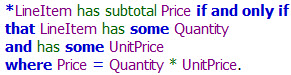 *LineItem has subtotal Price if and only if
that LineItem has some Quantity
and has some UnitPrice
where Price = Quantity * UnitPrice.